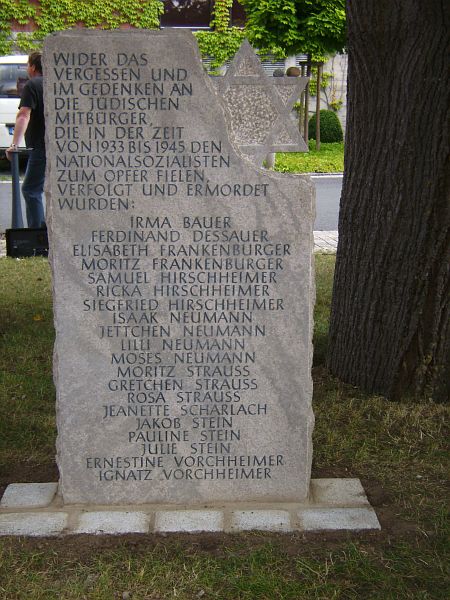 WIDER DAS
VERGESSEN UND
IM GEDENKEN AN
DIE JÜDISCHEN
MITBÜRGER,
DIE IN DER ZEIT
VON 1933 BIS 1945 DEN
NATIONALSOZIALISTEN
ZUM OPFER FIELEN,
VERFOLGT UND ERMORDET
WURDEN:
IRMA BAUER
FERDINAND DESSAUER
ELISABETH FRANKENBURGER
MORITZ FRANKENBURGER
SAMUEL HIRSCHHEIMER
RICKA HIRSCHHEIMER
SIEGFRIED HIRSCHHEIMER
ISAAK NEUMANN
JETTCHEN NEUMANN
LILLI NEUMANN
MOSES NEUMANN
MORITZ STRAUSS
GRETCHEN STRAUSS
ROSA STRAUSS
JEANETTE SCHARLACH
JAKOB STEIN
PAULINE STEIN
JULIE STEIN
ERNESTINE VORCHHEIMER
IGNATZ VORCHHEIMER